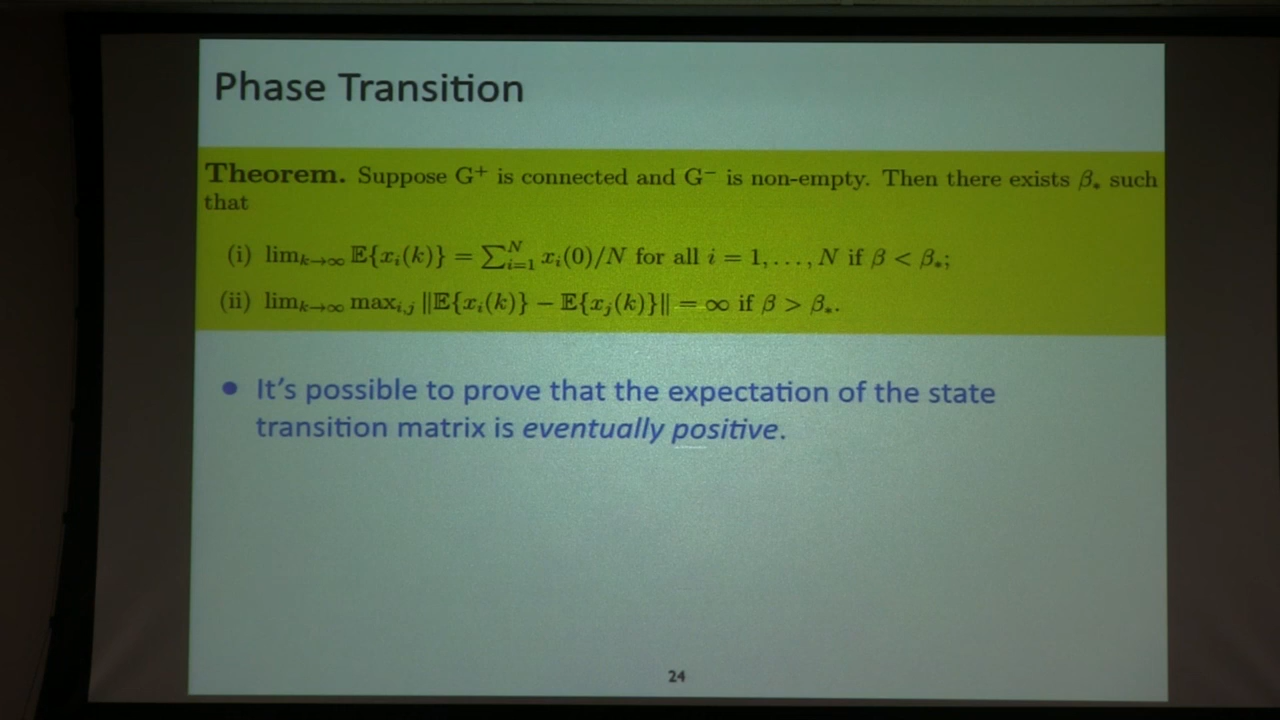 Phase Transition
Theorem. Suppose G⁺ is connected and G⁻ is non-empty. Then there exists β⋆ such
that
(i) lim_{k→∞} 𝔼{x_i(k)} = ∑_{i=1}^{N} x_i(0)/N for all i = 1, . . . , N if β < β⋆;
(ii) lim_{k→∞} max_{i,j} ‖𝔼{x_i(k)} − 𝔼{x_j(k)}‖ = ∞ if β > β⋆.
• It’s possible to prove that the expectation of the state
transition matrix is eventually positive.
24